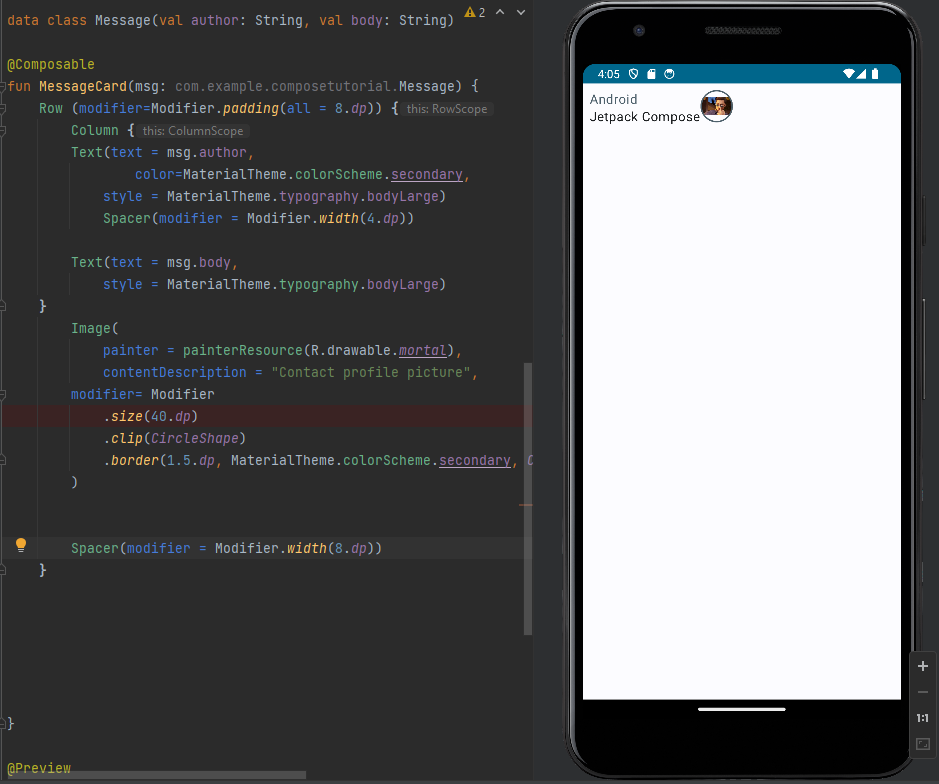 data class Message(val author: String, val body: String)
2
@Composable
fun MessageCard(msg: com.example.composetutorial.Message) {
Row (modifier=Modifier.padding(all = 8.dp)) { this: RowScope
Column { this: ColumnScope
Text(text = msg.author,
color=MaterialTheme.colorScheme.secondary,
style = MaterialTheme.typography.bodyLarge)
Spacer(modifier = Modifier.width(4.dp))
Text(text = msg.body,
style = MaterialTheme.typography.bodyLarge)
}
Image(
painter = painterResource(R.drawable.mortal),
contentDescription = "Contact profile picture",
modifier= Modifier
.size(40.dp)
.clip(CircleShape)
.border(1.5.dp, MaterialTheme.colorScheme.secondary,
)
Spacer(modifier = Modifier.width(8.dp))
}
}
@Preview
4:05
Android
Jetpack Compose
+
−
1:1